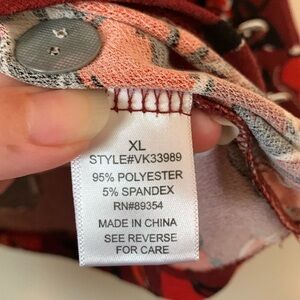 XL
STYLE#VK33989
95% POLYESTER
5% SPANDEX
RN#89354
MADE IN CHINA
SEE REVERSE
FOR CARE